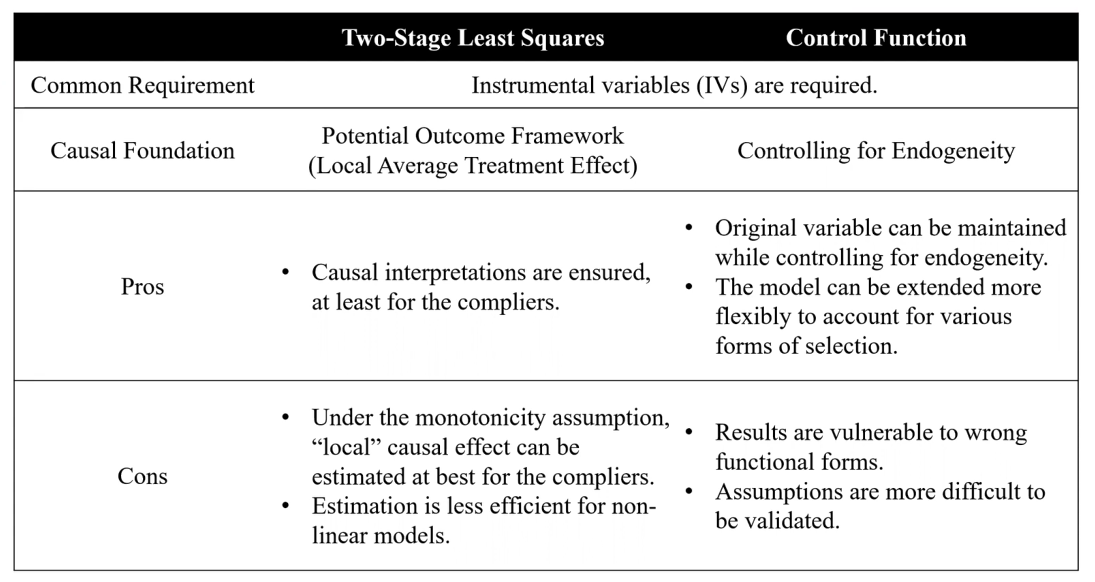 Two-Stage Least Squares
Control Function
Common Requirement
Instrumental variables (IVs) are required.
Causal Foundation
Potential Outcome Framework
(Local Average Treatment Effect)
Controlling for Endogeneity
Pros
• Causal interpretations are ensured,
at least for the compliers.
• Original variable can be maintained
while controlling for endogeneity.
• The model can be extended more
flexibly to account for various
forms of selection.
Cons
• Under the monotonicity assumption,
“local” causal effect can be
estimated at best for the compliers.
• Estimation is less efficient for non-
linear models.
• Results are vulnerable to wrong
functional forms.
• Assumptions are more difficult to
be validated.